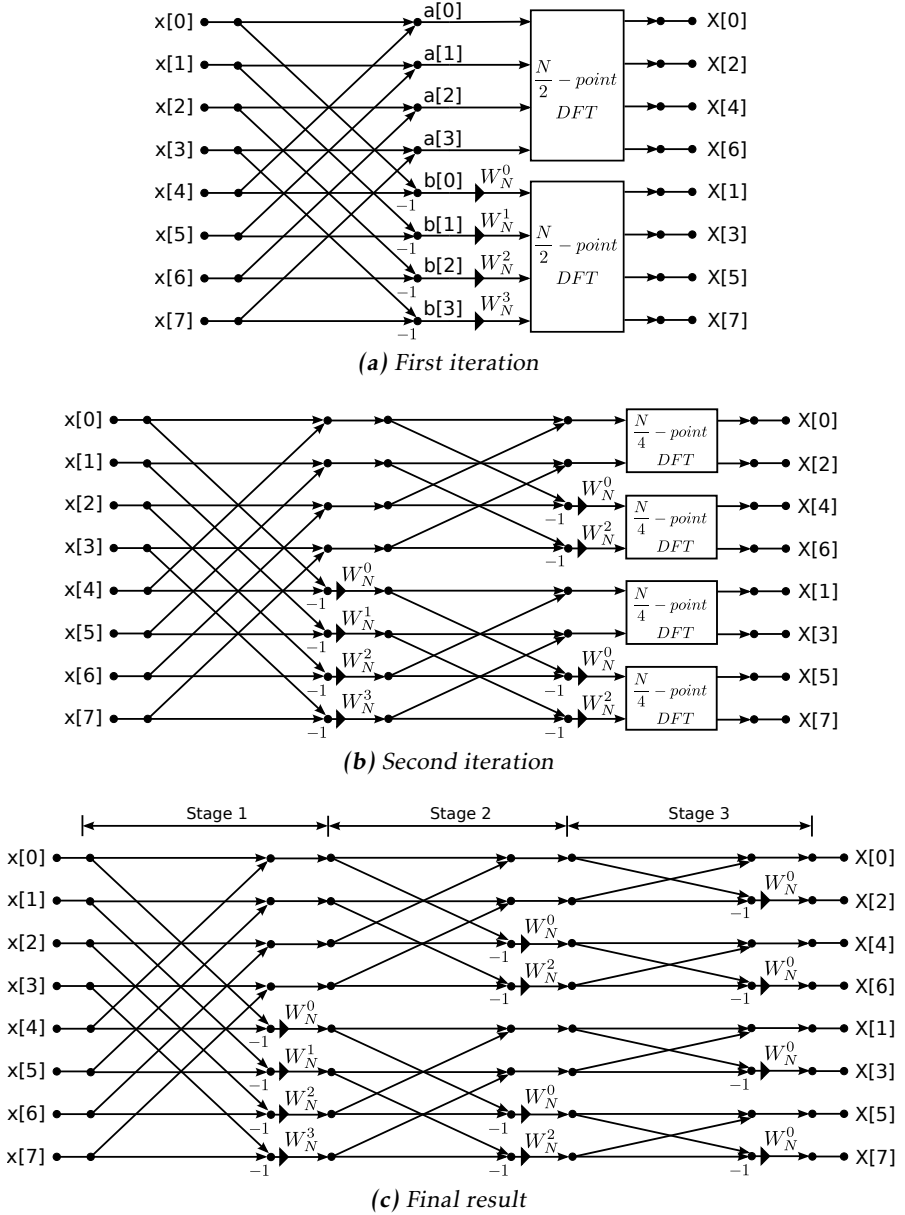 x[0] a[0] X[0]
x[1] a[1] X[2]
x[2] a[2] X[4]
x[3] a[3] X[6]
N/2 − point
DFT
x[4] −1 b[0] W_N^0 X[1]
x[5] −1 b[1] W_N^1 X[3]
x[6] −1 b[2] W_N^2 X[5]
x[7] −1 b[3] W_N^3 X[7]
N/2 − point
DFT
(a) First iteration
x[0] X[0]
x[1] X[2]
N/4 − point
DFT
x[2] −1 W_N^0 X[4]
x[3] −1 W_N^2 X[6]
N/4 − point
DFT
x[4] −1 W_N^0 X[1]
x[5] −1 W_N^1 X[3]
N/4 − point
DFT
x[6] −1 W_N^2 −1 W_N^0 X[5]
x[7] −1 W_N^3 −1 W_N^2 X[7]
N/4 − point
DFT
(b) Second iteration
Stage 1 Stage 2 Stage 3
x[0] X[0]
x[1] −1 W_N^0 X[2]
x[2] −1 W_N^0 X[4]
x[3] −1 W_N^2 −1 W_N^0 X[6]
x[4] −1 W_N^0 X[1]
x[5] −1 W_N^1 −1 W_N^0 X[3]
x[6] −1 W_N^2 −1 W_N^0 X[5]
x[7] −1 W_N^3 −1 W_N^2 −1 W_N^0 X[7]
(c) Final result